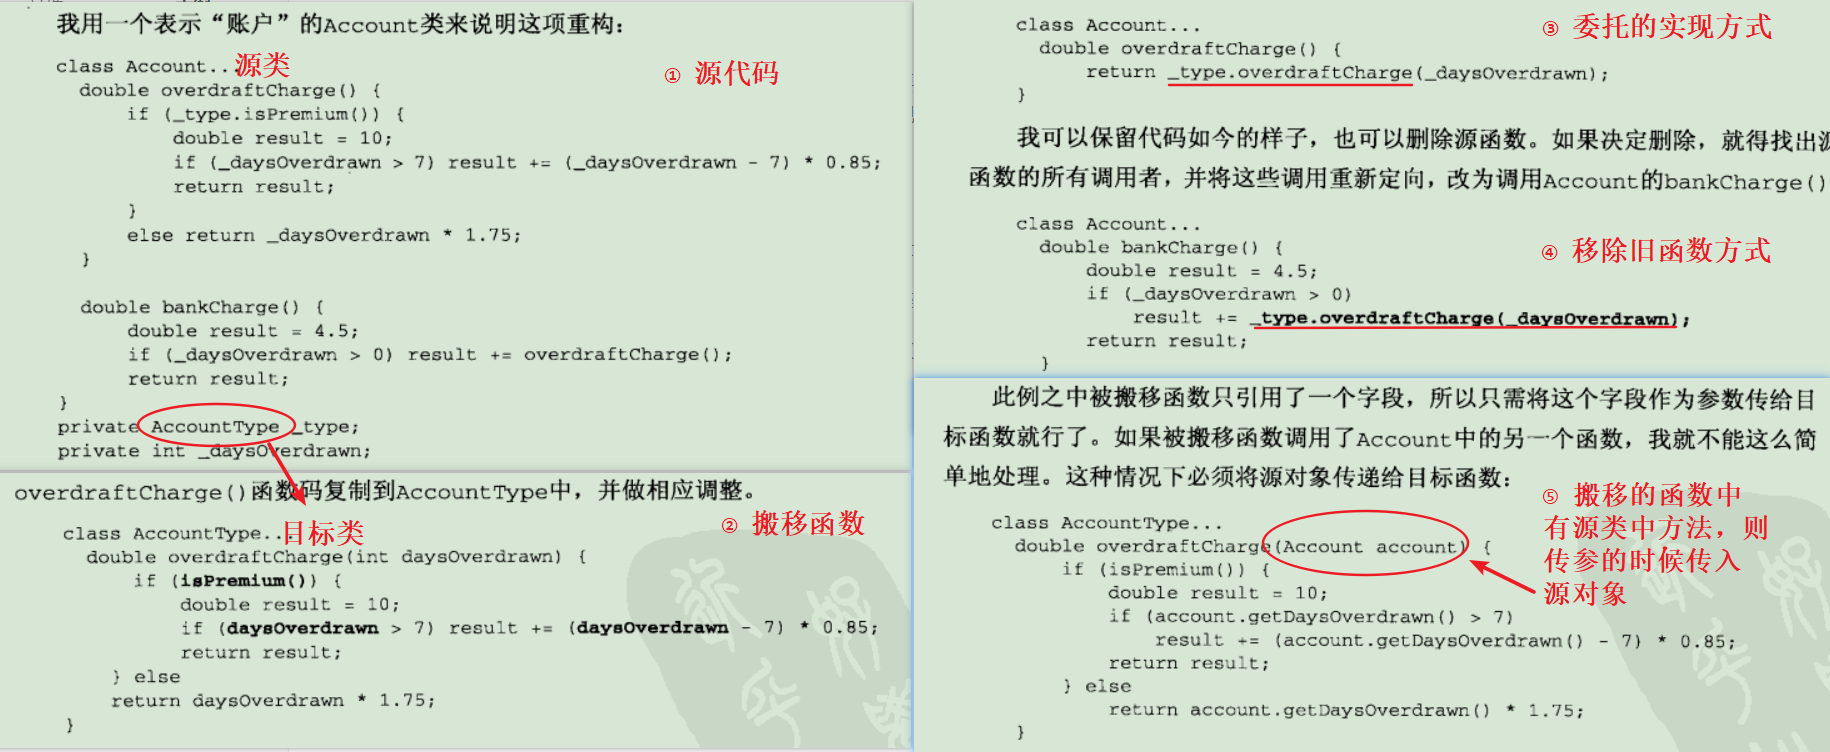 我用一个表示“账户”的Account类来说明这项重构：
class Account...源类
① 源代码
double overdraftCharge() {
if (_type.isPremium()) {
double result = 10;
if (_daysOverdrawn > 7) result += (_daysOverdrawn - 7) * 0.85;
return result;
}
else return _daysOverdrawn * 1.75;
}
double bankCharge() {
double result = 4.5;
if (_daysOverdrawn > 0) result += overdraftCharge();
return result;
}
private AccountType _type;
private int _daysOverdrawn;
overdraftCharge()函数码复制到AccountType中，并做相应调整。
class AccountType...
目标类
② 搬移函数
double overdraftCharge(int daysOverdrawn) {
if (isPremium()) {
double result = 10;
if (daysOverdrawn > 7) result += (daysOverdrawn - 7) * 0.85;
return result;
} else
return daysOverdrawn * 1.75;
}
class Account...
③ 委托的实现方式
double overdraftCharge() {
return _type.overdraftCharge(_daysOverdrawn);
}
我可以保留代码如今的样子，也可以删除源函数。如果决定删除，就得找出源
函数的所有调用者，并将这些调用重新定向，改为调用Account的bankCharge()
class Account...
double bankCharge() {
④ 移除旧函数方式
double result = 4.5;
if (_daysOverdrawn > 0)
result += _type.overdraftCharge(_daysOverdrawn);
return result;
}
此例之中被搬移函数只引用了一个字段，所以只需将这个字段作为参数传给目
标函数就行了。如果被搬移函数调用了Account中的另一个函数，我就不能这么简
单地处理。这种情况下必须将源对象传递给目标函数：
⑤ 搬移的函数中
有源类中方法，则
传参的时候传入
源对象
class AccountType...
double overdraftCharge(Account account) {
if (isPremium()) {
double result = 10;
if (account.getDaysOverdrawn() > 7)
result += (account.getDaysOverdrawn() - 7) * 0.85;
return result;
} else
return account.getDaysOverdrawn() * 1.75;
}